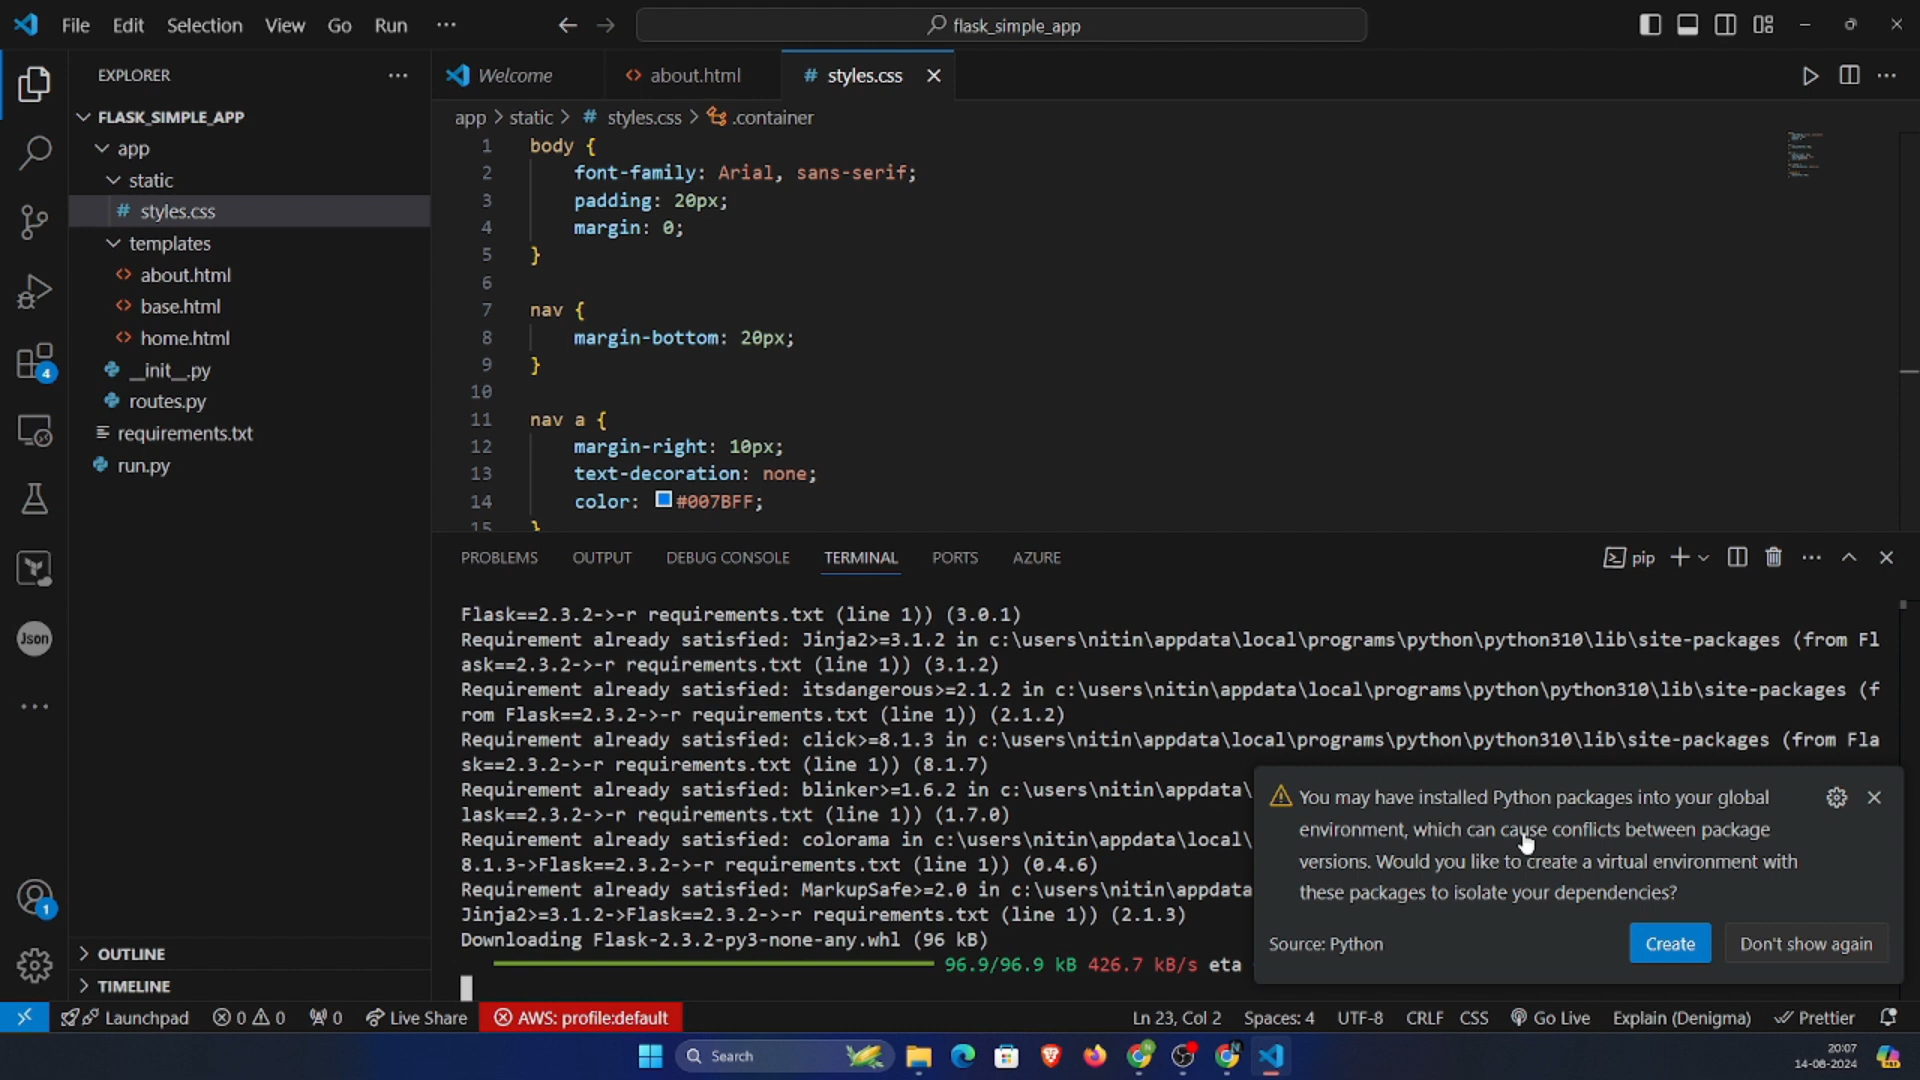 File Edit Selection View Go Run ...
flask_simple_app
EXPLORER ...
Welcome
about.html
# styles.css
FLASK_SIMPLE_APP
app > static > # styles.css > .container
app
static
# styles.css
templates
about.html
base.html
home.html
__init__.py
routes.py
requirements.txt
run.py
1 body {
2 font-family: Arial, sans-serif;
3 padding: 20px;
4 margin: 0;
5 }
6
7 nav {
8 margin-bottom: 20px;
9 }
10
11 nav a {
12 margin-right: 10px;
13 text-decoration: none;
14 color: #007BFF;
15 }
4
Json
PROBLEMS OUTPUT DEBUG CONSOLE TERMINAL PORTS AZURE
pip
Flask==2.3.2->-r requirements.txt (line 1)) (3.0.1)
Requirement already satisfied: Jinja2>=3.1.2 in c:\users\nitin\appdata\local\programs\python\python310\lib\site-packages (from Fl
ask==2.3.2->-r requirements.txt (line 1)) (3.1.2)
Requirement already satisfied: itsdangerous>=2.1.2 in c:\users\nitin\appdata\local\programs\python\python310\lib\site-packages (f
rom Flask==2.3.2->-r requirements.txt (line 1)) (2.1.2)
Requirement already satisfied: click>=8.1.3 in c:\users\nitin\appdata\local\programs\python\python310\lib\site-packages (from Fla
sk==2.3.2->-r requirements.txt (line 1)) (8.1.7)
Requirement already satisfied: blinker>=1.6.2 in c:\users\nitin\appdata\
lask==2.3.2->-r requirements.txt (line 1)) (1.7.0)
Requirement already satisfied: colorama in c:\users\nitin\appdata\local\
8.1.3->Flask==2.3.2->-r requirements.txt (line 1)) (0.4.6)
Requirement already satisfied: MarkupSafe>=2.0 in c:\users\nitin\appdata
Jinja2>=3.1.2->Flask==2.3.2->-r requirements.txt (line 1)) (2.1.3)
Downloading Flask-2.3.2-py3-none-any.whl (96 kB)
96.9/96.9 kB 426.7 kB/s eta
You may have installed Python packages into your global
environment, which can cause conflicts between package
versions. Would you like to create a virtual environment with
these packages to isolate your dependencies?
Source: Python
Create
Don't show again
1
OUTLINE
TIMELINE
Launchpad 0 0 0 Live Share AWS: profile:default Ln 23, Col 2 Spaces: 4 UTF-8 CRLF CSS Go Live Explain (Denigma) Prettier
Search
20:07
14-08-2024